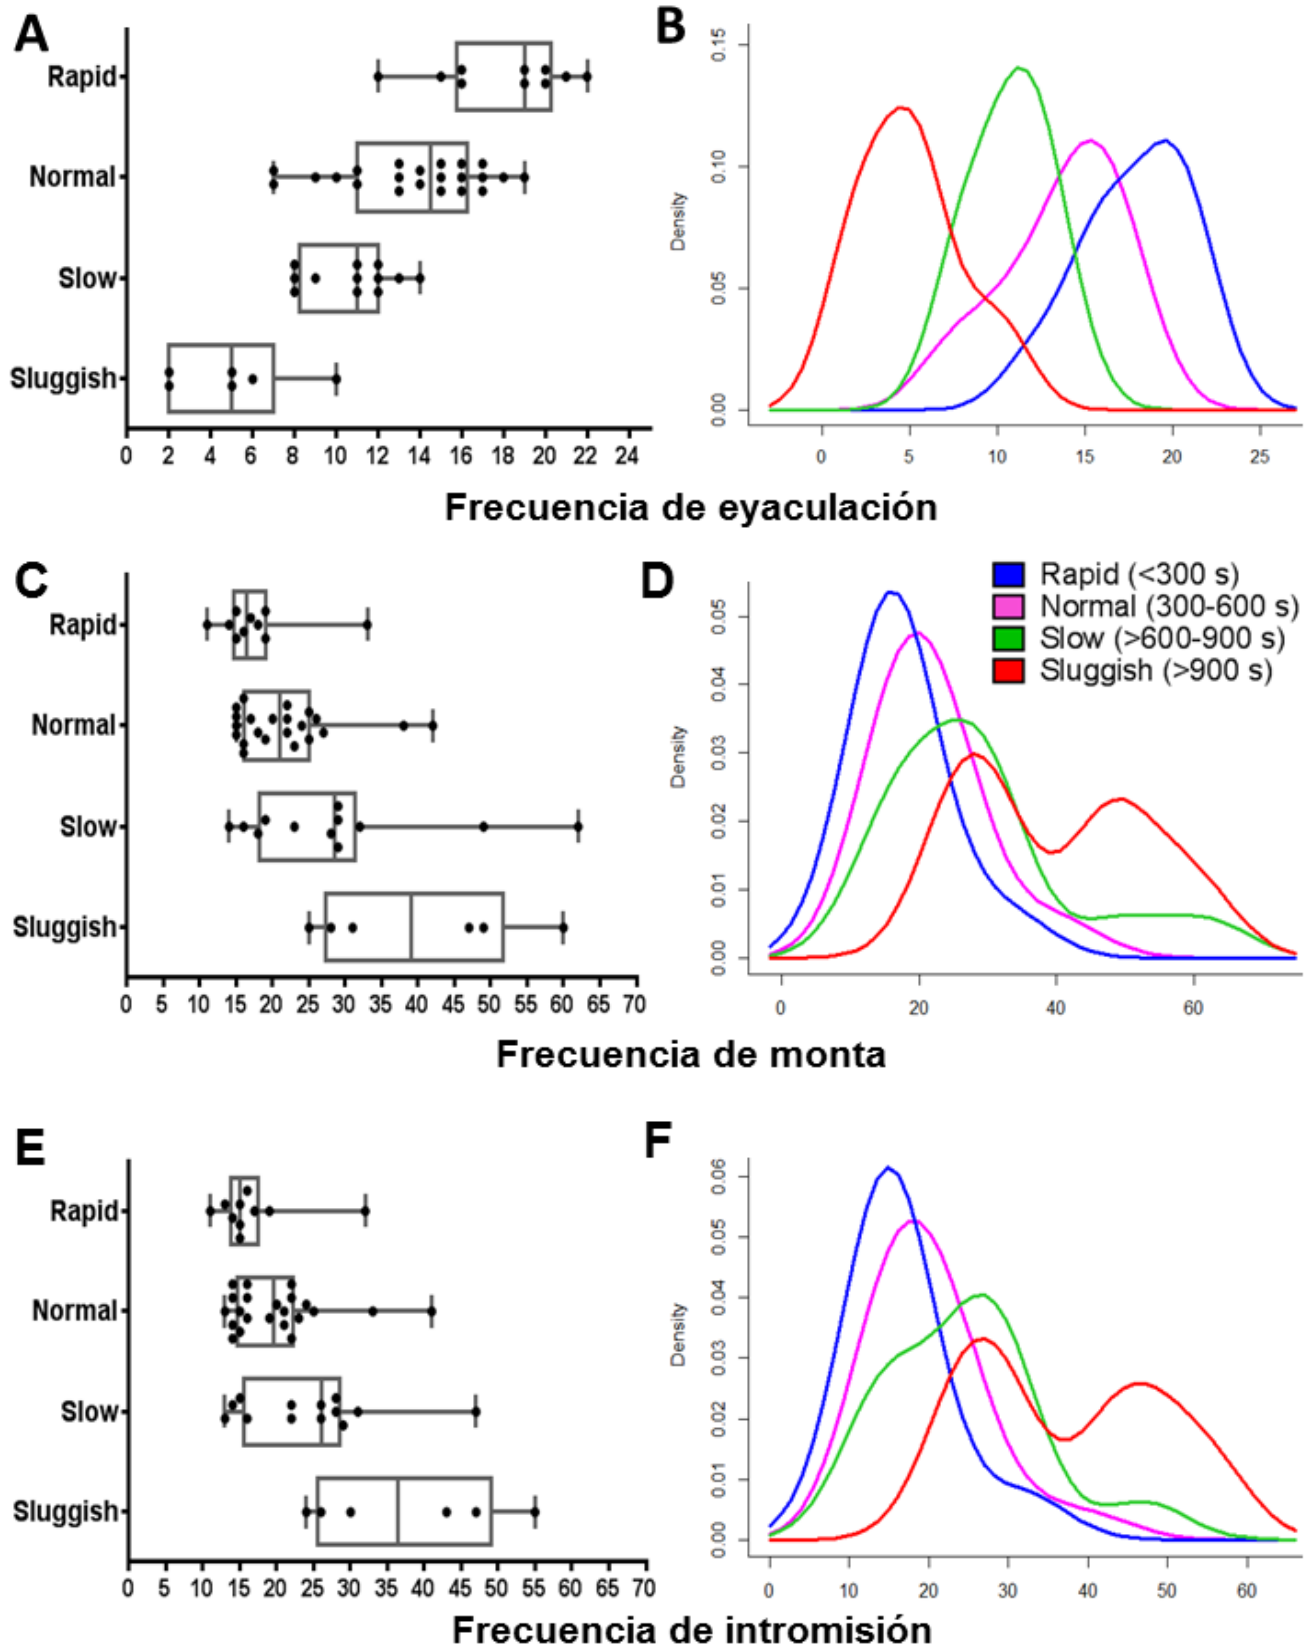 A
Rapid
Normal
Slow
Sluggish
0 2 4 6 8 10 12 14 16 18 20 22 24
B
Density
0.00 0.05 0.10 0.15
0 5 10 15 20 25
Frecuencia de eyaculación
C
Rapid
Normal
Slow
Sluggish
0 5 10 15 20 25 30 35 40 45 50 55 60 65 70
D
Rapid (<300 s)
Normal (300-600 s)
Slow (>600-900 s)
Sluggish (>900 s)
Density
0.00 0.01 0.02 0.03 0.04 0.05
0 20 40 60
Frecuencia de monta
E
Rapid
Normal
Slow
Sluggish
0 5 10 15 20 25 30 35 40 45 50 55 60 65 70
F
Density
0.00 0.01 0.02 0.03 0.04 0.05 0.06
0 10 20 30 40 50 60
Frecuencia de intromisión